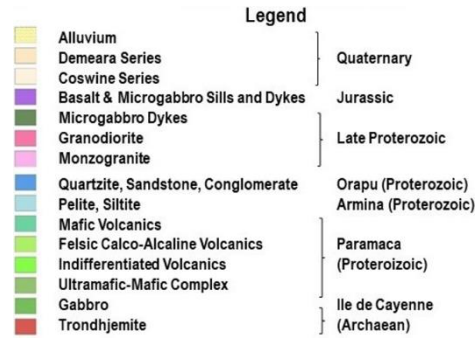 Legend
Alluvium
Demeara Series
Coswine Series
Quaternary
Basalt & Microgabbro Sills and Dykes
Jurassic
Microgabbro Dykes
Granodiorite
Monzogranite
Late Proterozoic
Quartzite, Sandstone, Conglomerate
Orapu (Proterozoic)
Pelite, Siltite
Armina (Proterozoic)
Mafic Volcanics
Felsic Calco-Alcaline Volcanics
Indifferentiated Volcanics
Ultramafic-Mafic Complex
Paramaca
(Proteroizoic)
Gabbro
Trondhjemite
Ile de Cayenne
(Archaean)